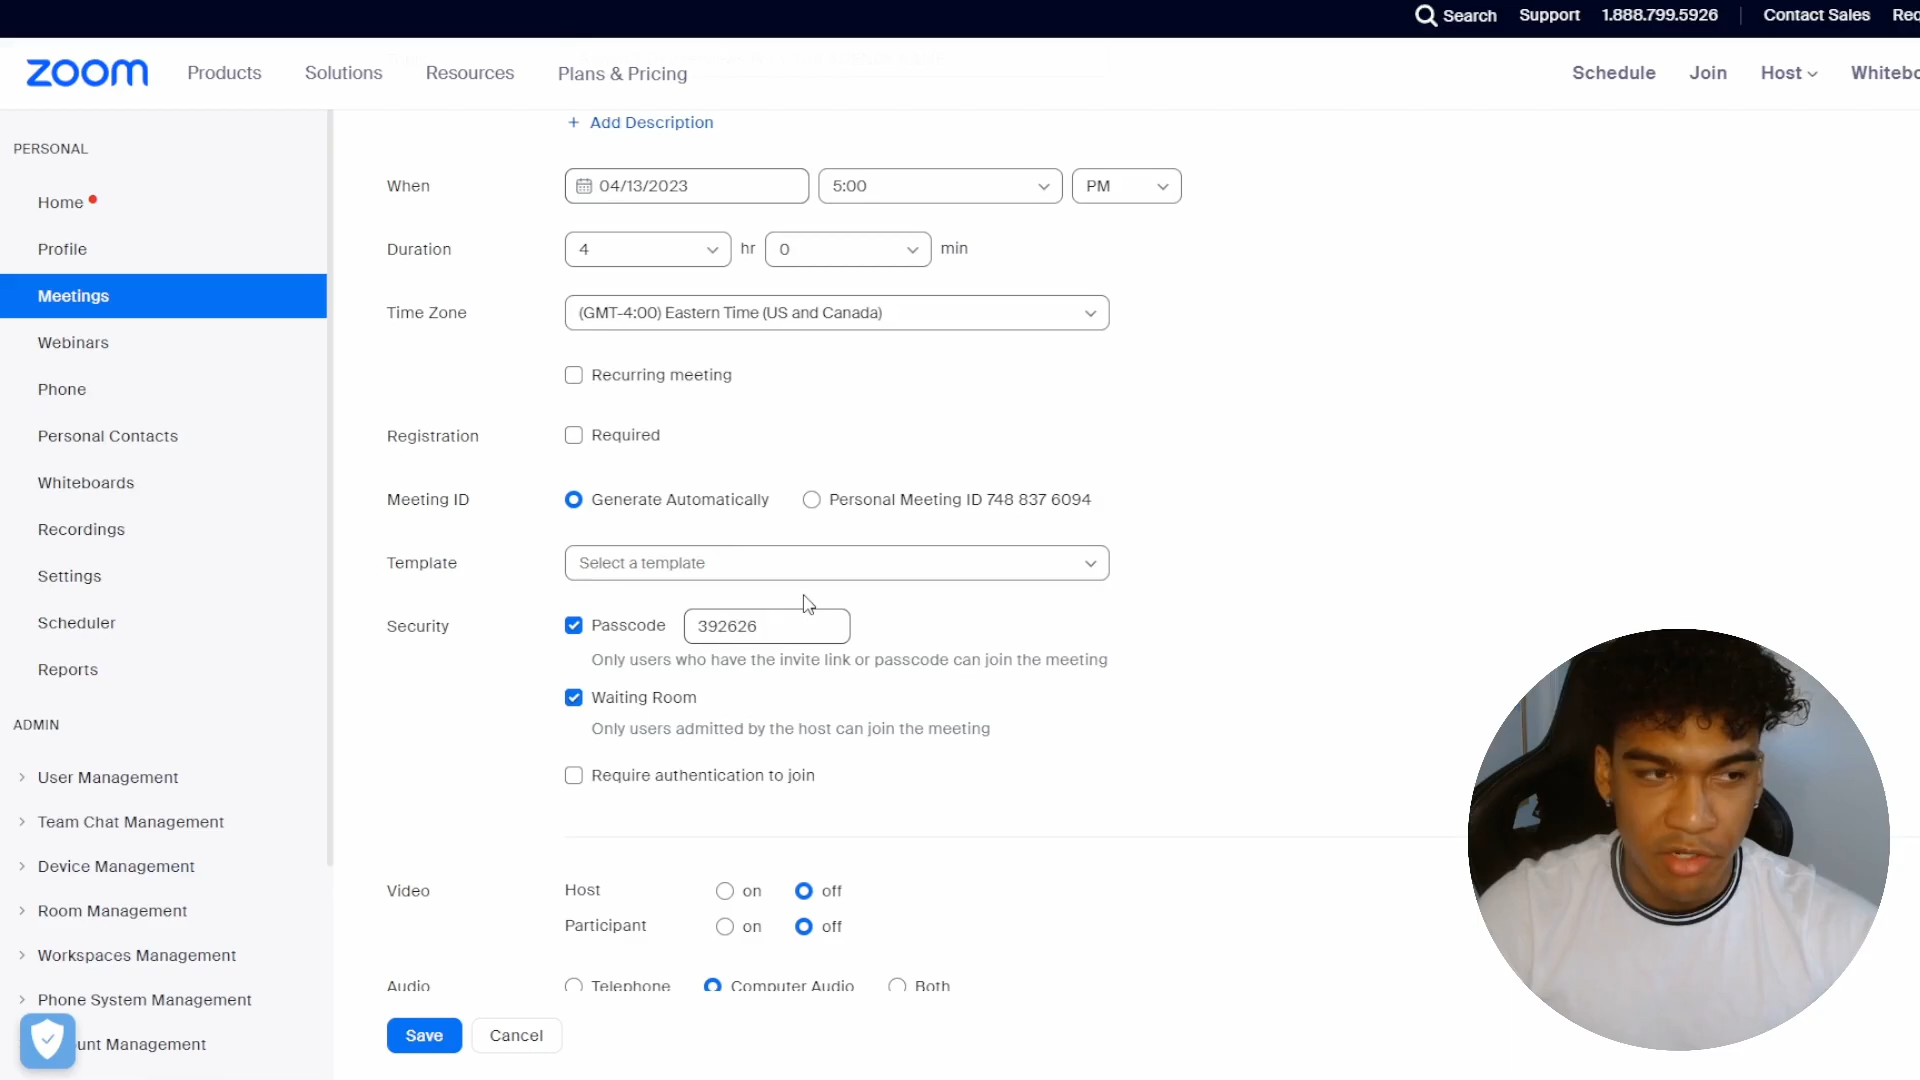 Search Support 1.888.799.5926 Contact Sales
zoom Products Solutions Resources Plans & Pricing Schedule Join Host
PERSONAL
Home
Profile
Meetings
Webinars
Phone
Personal Contacts
Whiteboards
Recordings
Settings
Scheduler
Reports
ADMIN
User Management
Team Chat Management
Device Management
Room Management
Workspaces Management
Phone System Management
unt Management
+ Add Description
When 04/13/2023 5:00 PM
Duration 4 hr 0 min
Time Zone (GMT-4:00) Eastern Time (US and Canada)
Recurring meeting
Registration Required
Meeting ID Generate Automatically Personal Meeting ID 748 837 6094
Template Select a template
Security Passcode 392626
Only users who have the invite link or passcode can join the meeting
Waiting Room
Only users admitted by the host can join the meeting
Require authentication to join
Video Host on off
Participant on off
Audio Telephone Computer Audio Both
Save Cancel